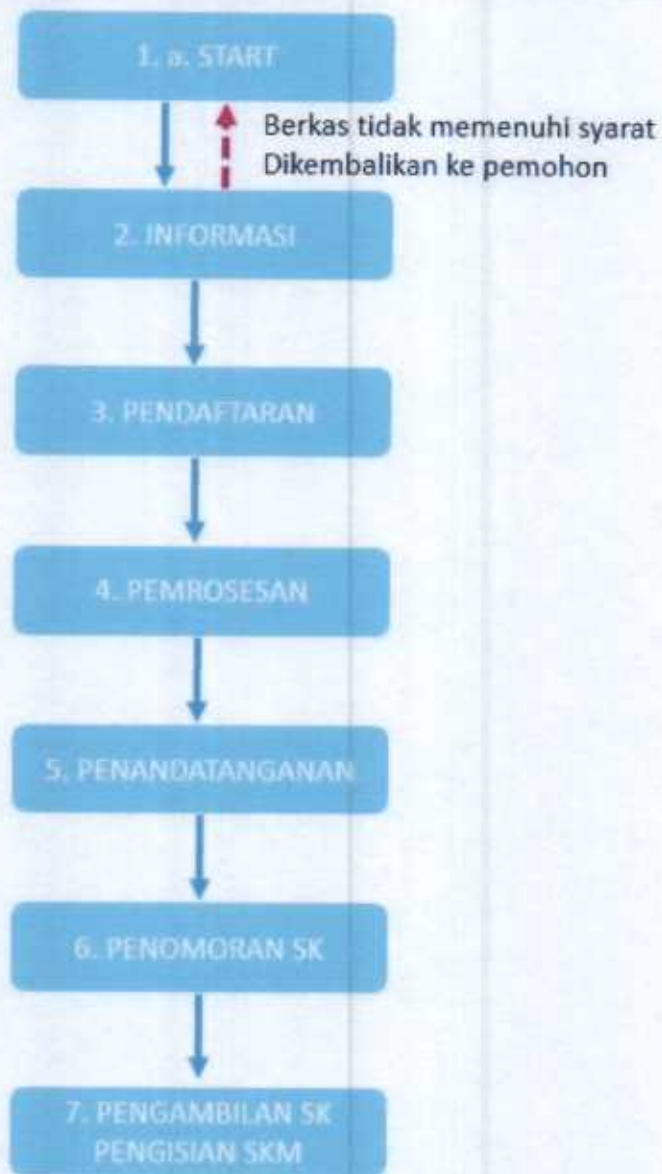 1. a. START
Berkas tidak memenuhi syarat
Dikembalikan ke pemohon
2. INFORMASI
3. PENDAFTARAN
4. PEMROSESAN
5. PENANDATANGANAN
6. PENOMORAN SK
7. PENGAMBILAN SK
PENGISIAN SKM